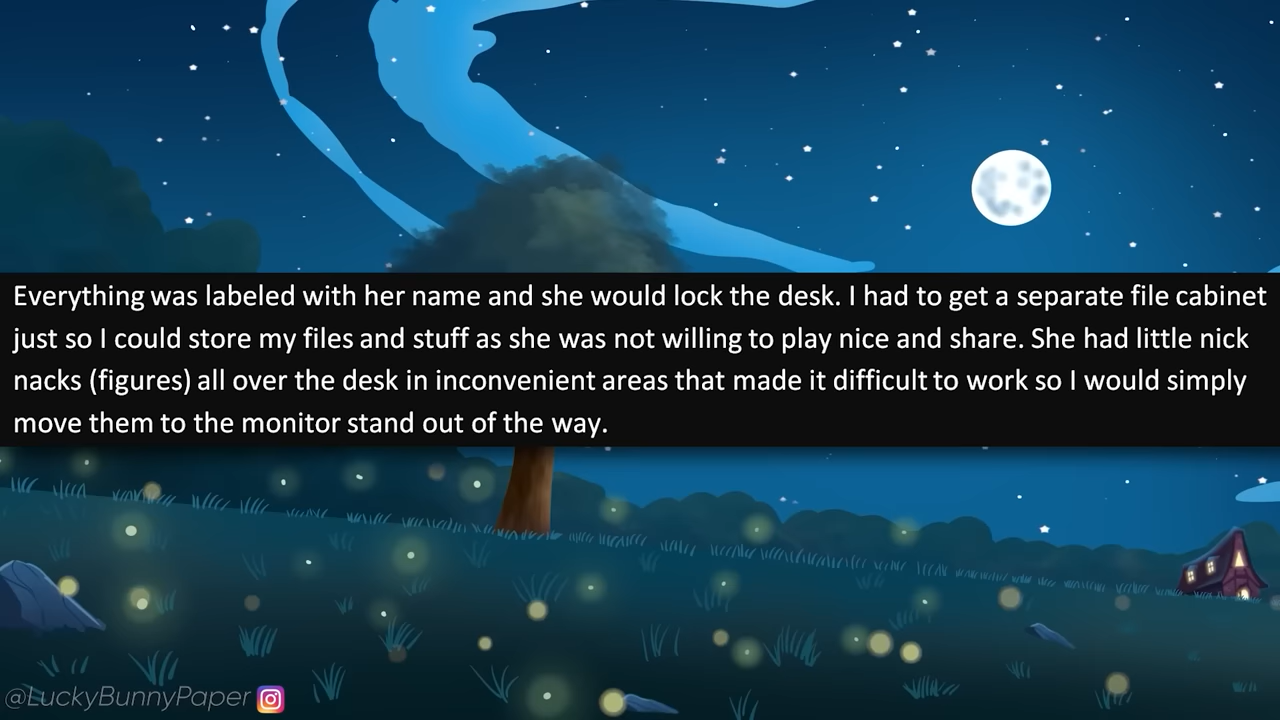 Everything was labeled with her name and she would lock the desk. I had to get a separate file cabinet
just so I could store my files and stuff as she was not willing to play nice and share. She had little nick
nacks (figures) all over the desk in inconvenient areas that made it difficult to work so I would simply
move them to the monitor stand out of the way.
@LuckyBunnyPaper